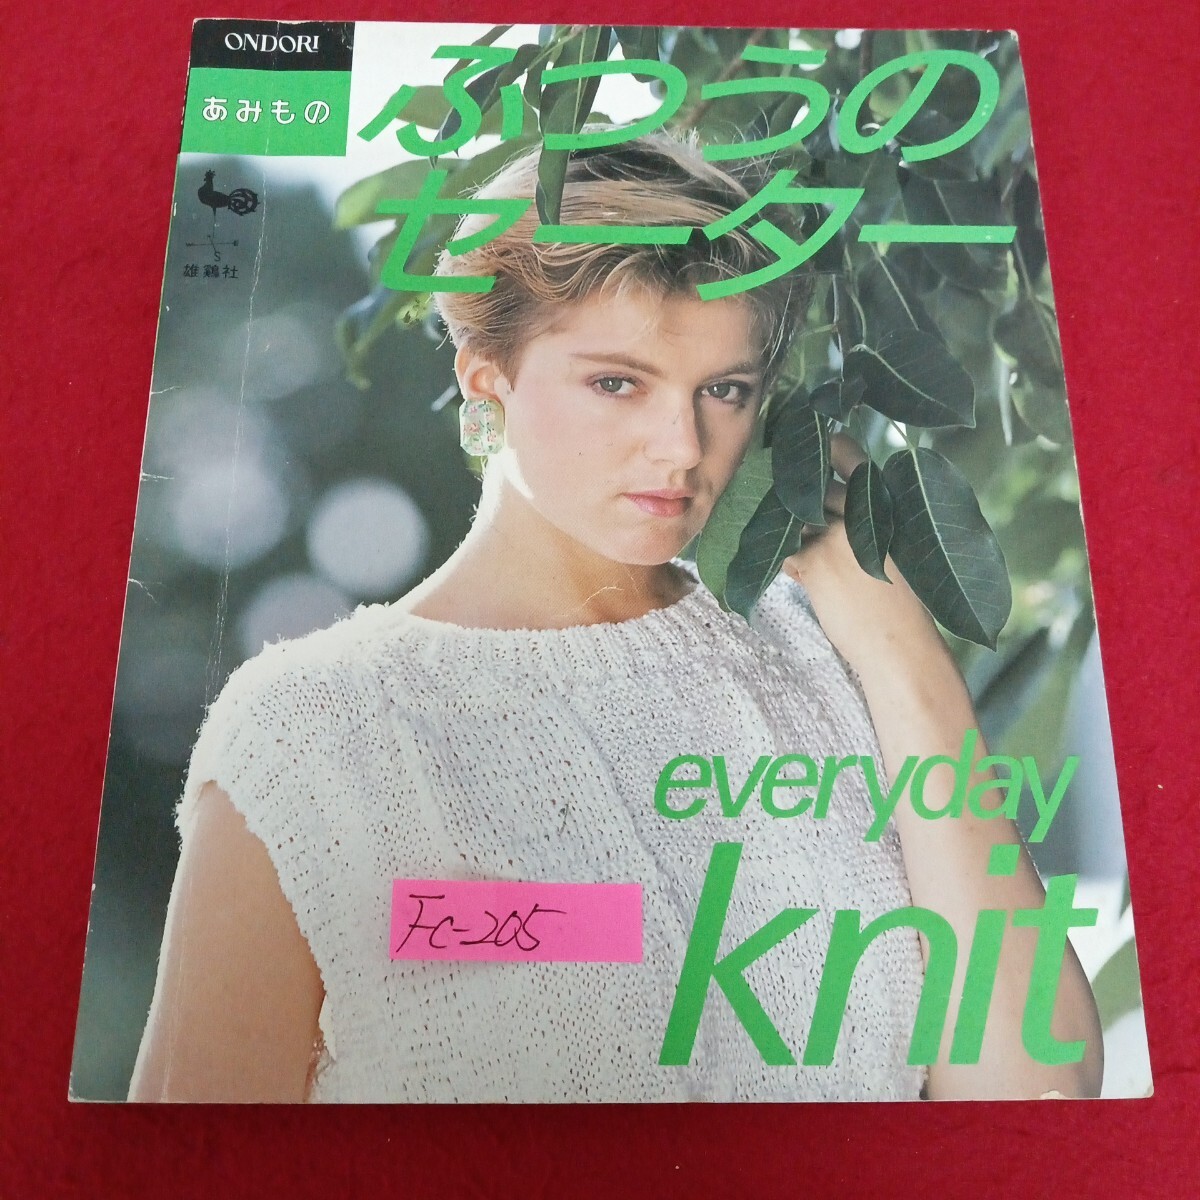 ONDORI
あみもの
ふつうの
セーター
S
雄鶏社
everyday
knit
Fc-205